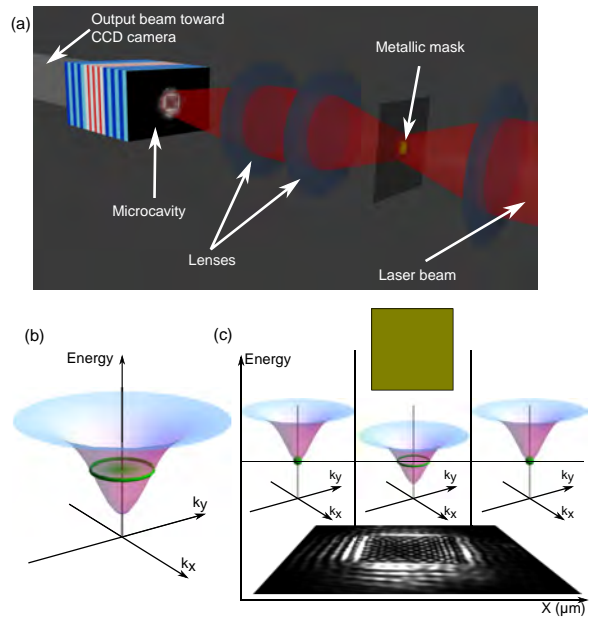 (a)
Output beam toward
CCD camera
Metallic mask
Microcavity
Lenses
Laser beam
(b)
Energy
ky
kx
(c)
Energy
ky
kx
ky
kx
ky
kx
X (μm)